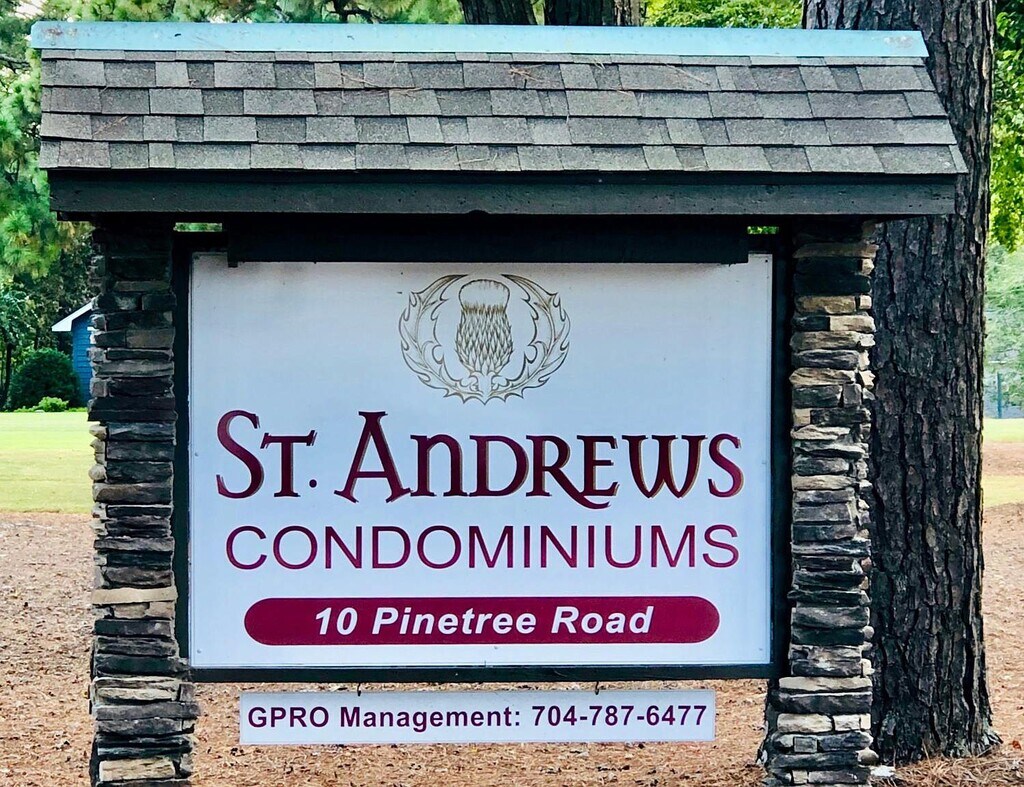 St. Andrews
CONDOMINIUMS
10 Pinetree Road
GPRO Management: 704-787-6477